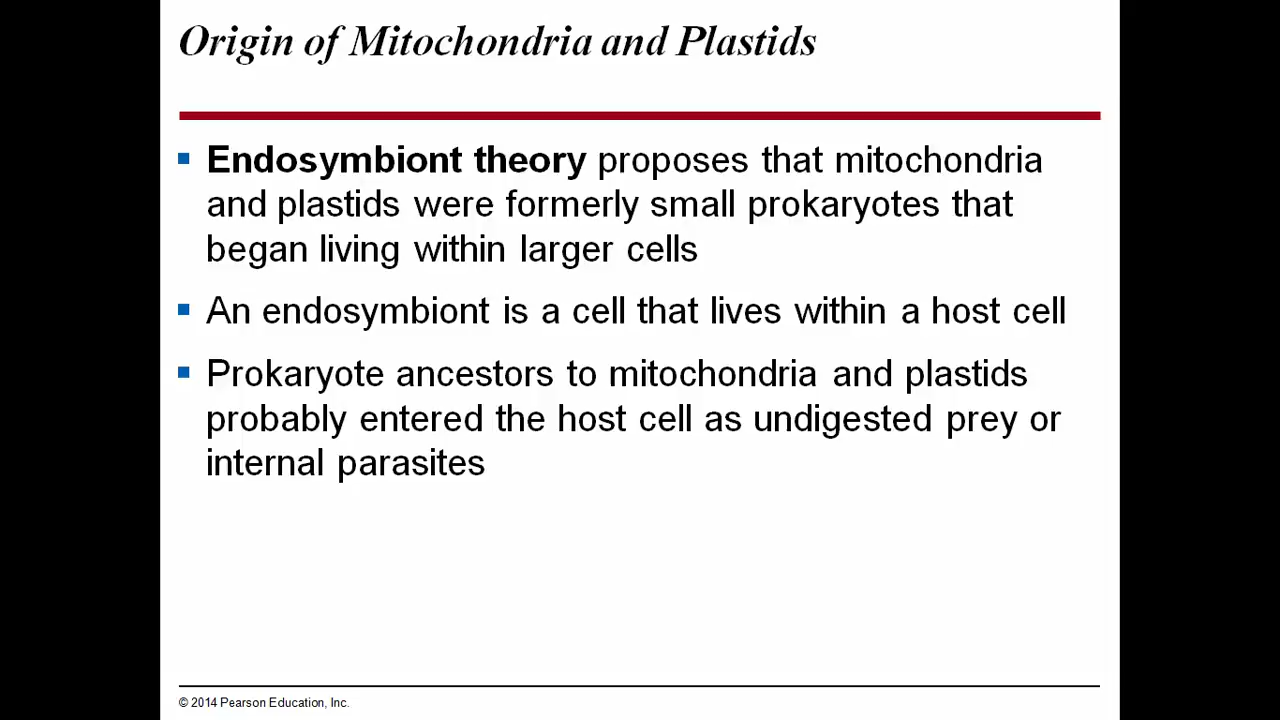 Origin of Mitochondria and Plastids
Endosymbiont theory proposes that mitochondria
and plastids were formerly small prokaryotes that
began living within larger cells
An endosymbiont is a cell that lives within a host cell
Prokaryote ancestors to mitochondria and plastids
probably entered the host cell as undigested prey or
internal parasites
© 2014 Pearson Education, Inc.